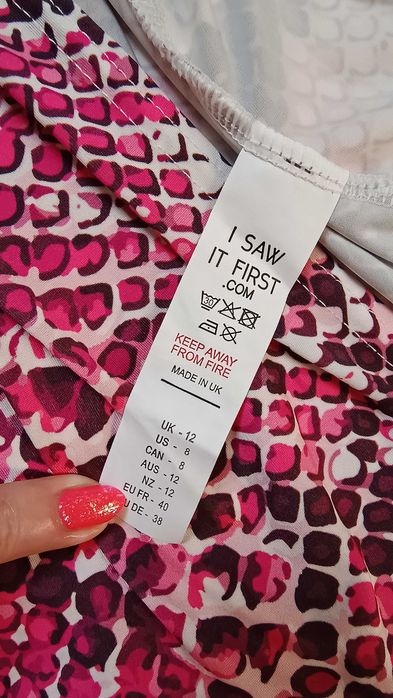 I SAW
IT FIRST
.COM
30
KEEP AWAY
FROM FIRE
MADE IN UK
UK - 12
US - 8
CAN - 8
AUS - 12
NZ - 12
EU FR - 40
DE - 38